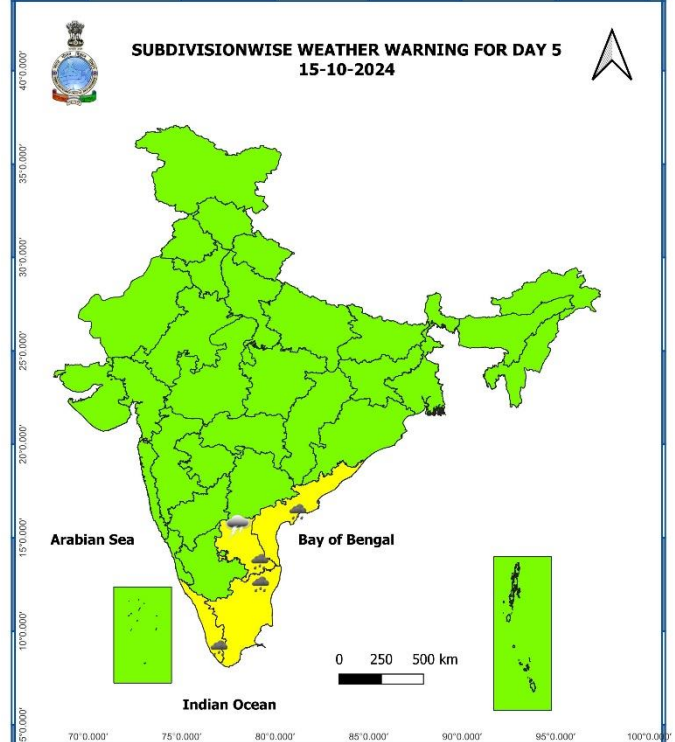 SUBDIVISIONWISE WEATHER WARNING FOR DAY 5
15-10-2024
40°0.000'
35°0.000'
30°0.000'
25°0.000'
20°0.000'
15°0.000'
10°0.000'
5°0.000'
Arabian Sea
Bay of Bengal
0 250 500 km
Indian Ocean
70°0.000' 75°0.000' 80°0.000' 85°0.000' 90°0.000' 95°0.000' 100°0.000'